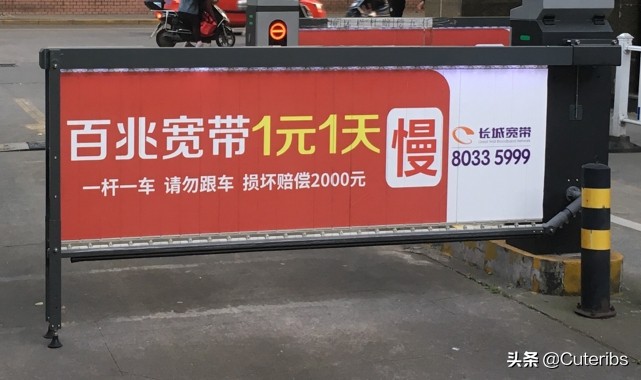 百兆宽带1元1天
慢
一杆一车 请勿跟车 损坏赔偿2000元
长城宽带
8033 5999
头条 @Cuteribs